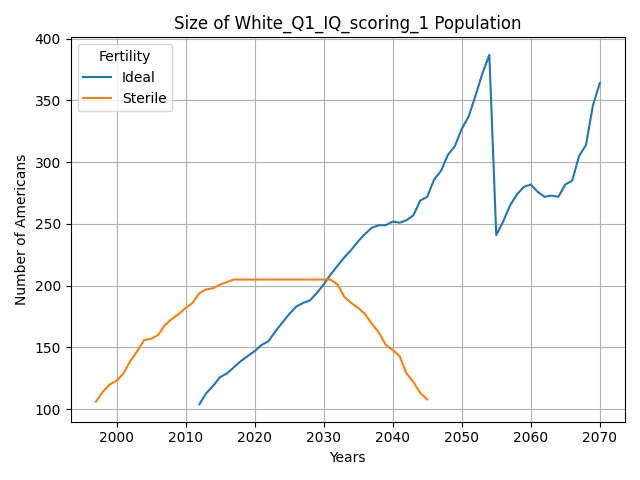 Size of White_Q1_IQ_scoring_1 Population
Fertility
Ideal
Sterile
Number of Americans
400
350
300
250
200
150
100
2000 2010 2020 2030 2040 2050 2060 2070
Years